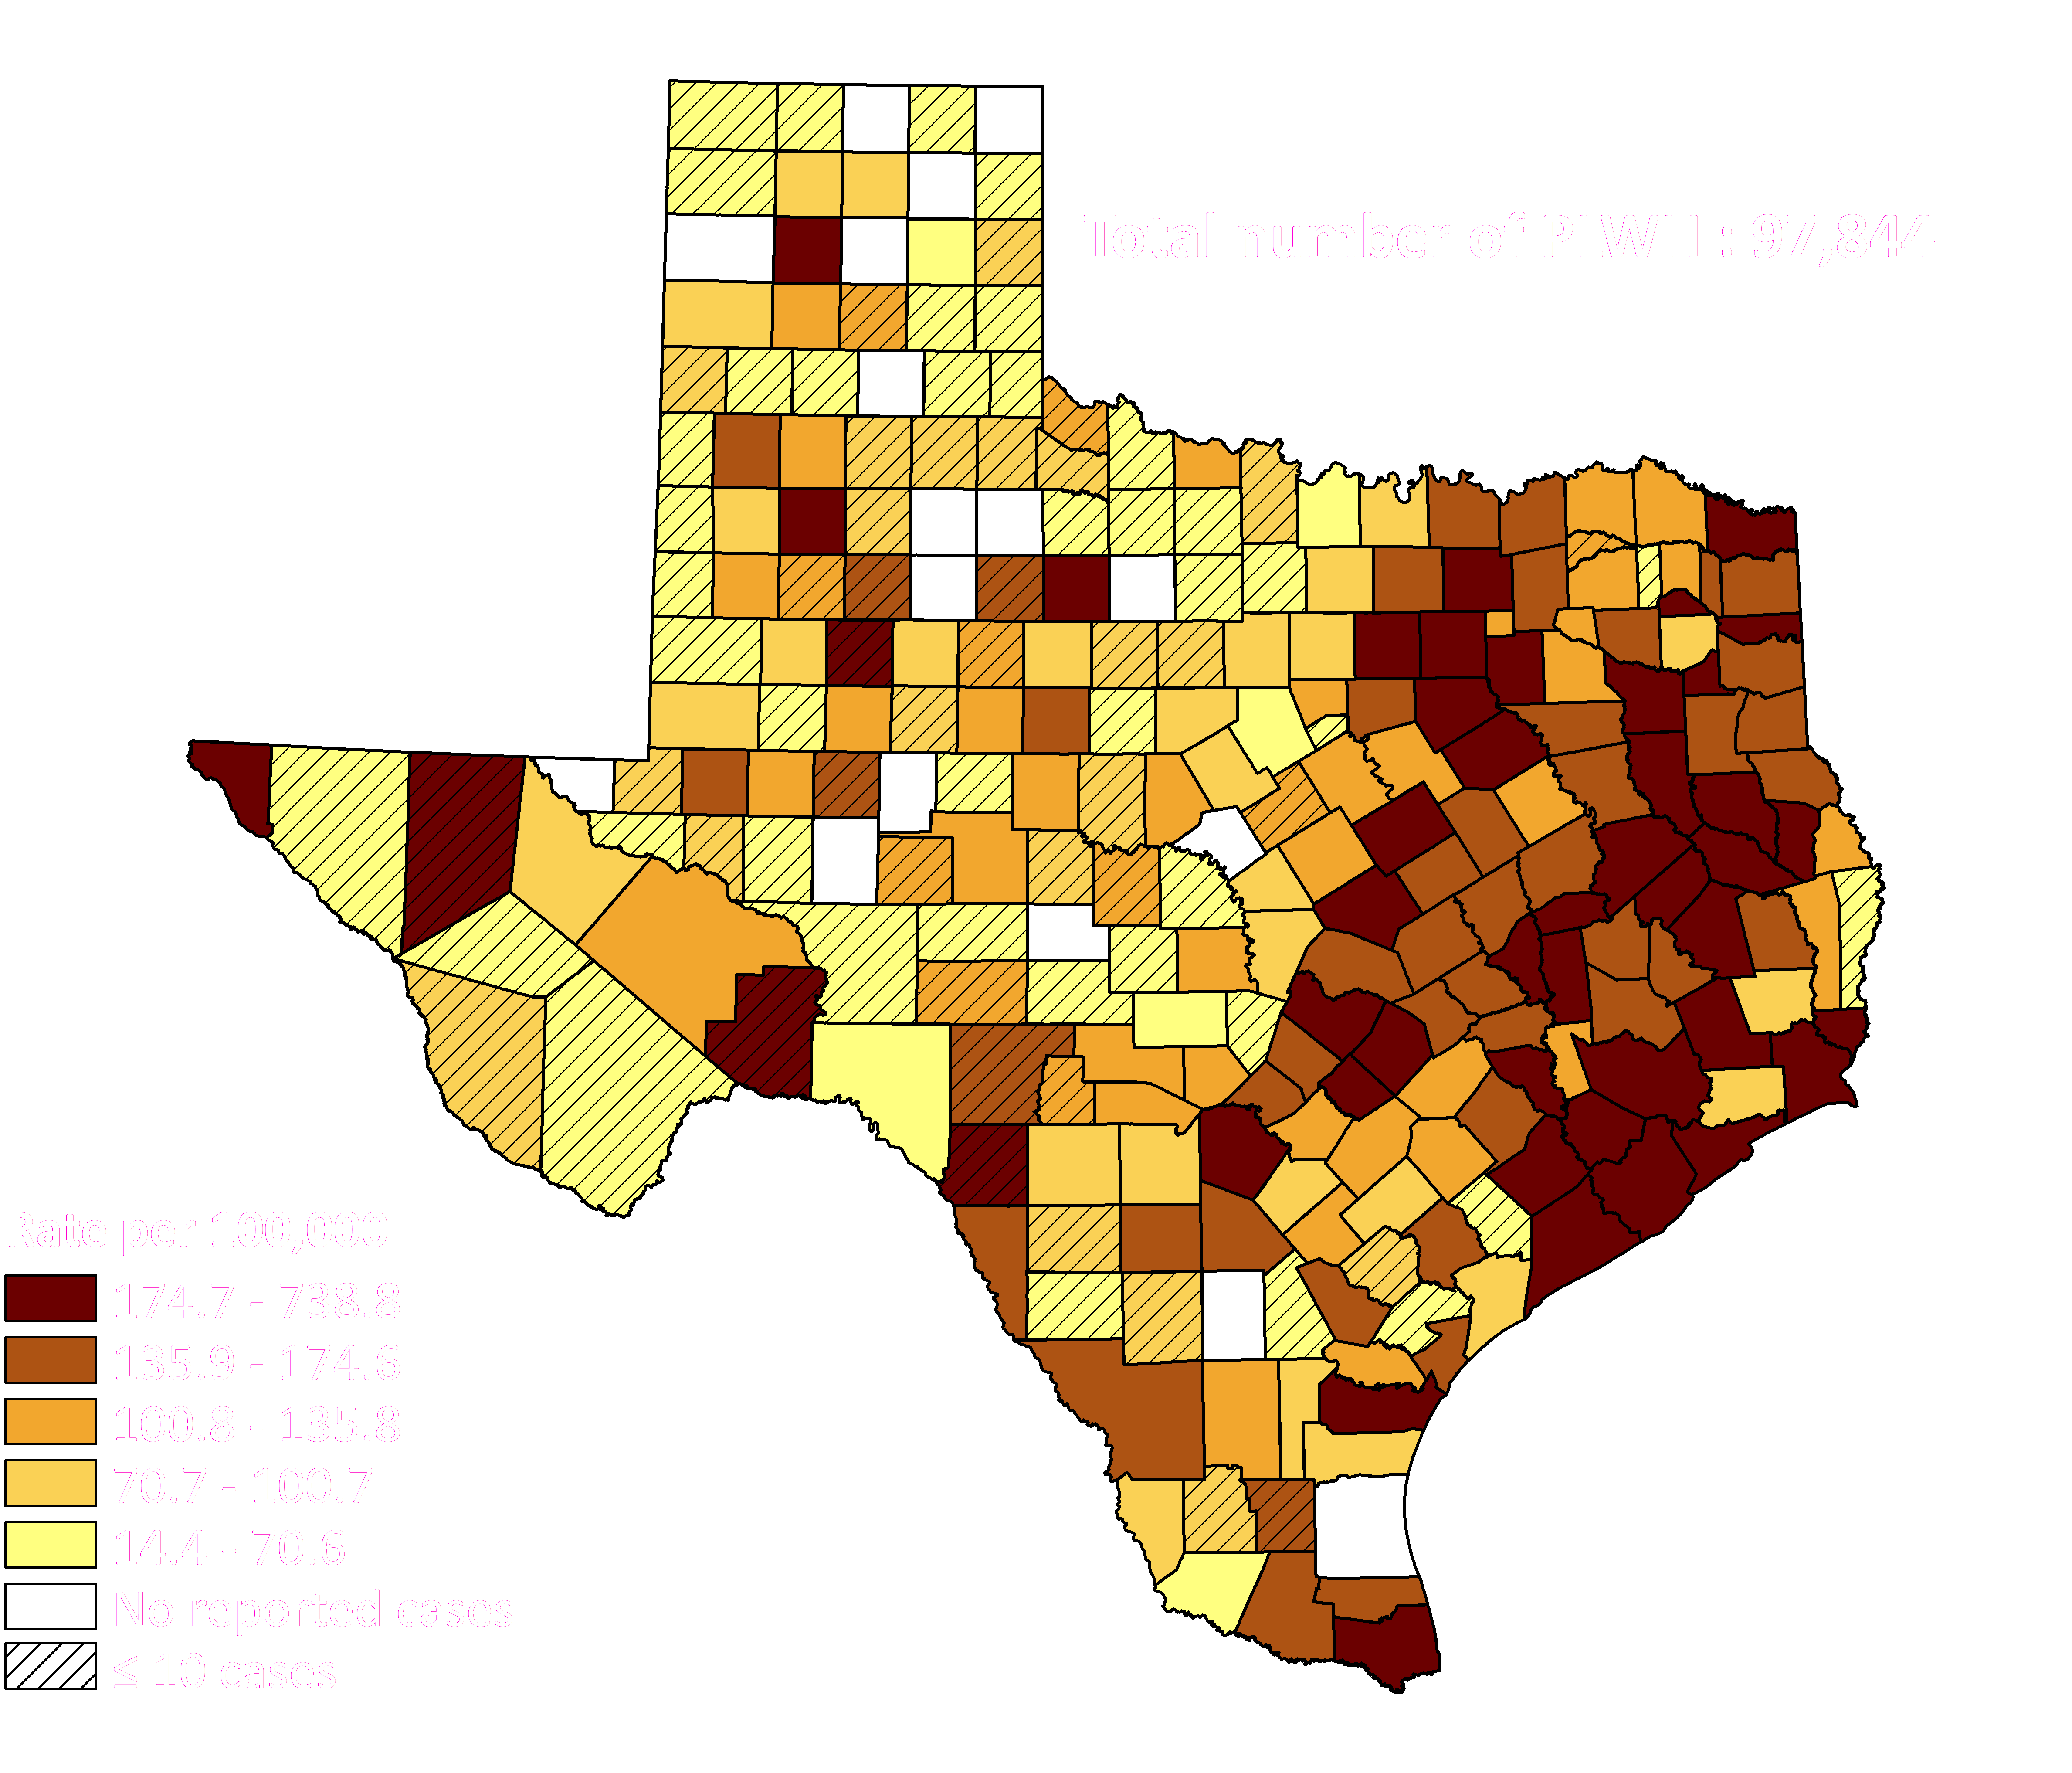 Total number of PLWH : 97,844
Rate per 100,000
174.7 - 738.8
135.9 - 174.6
100.8 - 135.8
70.7 - 100.7
14.4 - 70.6
No reported cases
≤ 10 cases